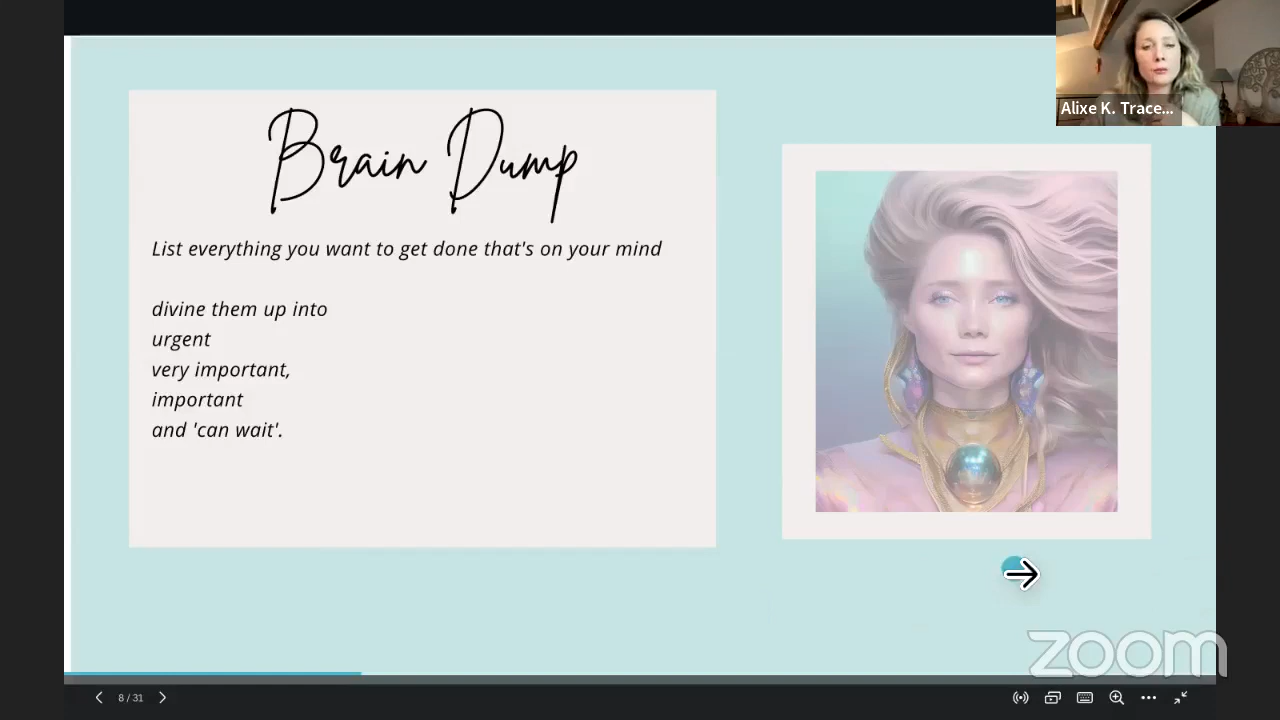 Alixe K. Trace...
Brain Dump
List everything you want to get done that's on your mind
divine them up into
urgent
very important,
important
and 'can wait'.
zoom
8 / 31